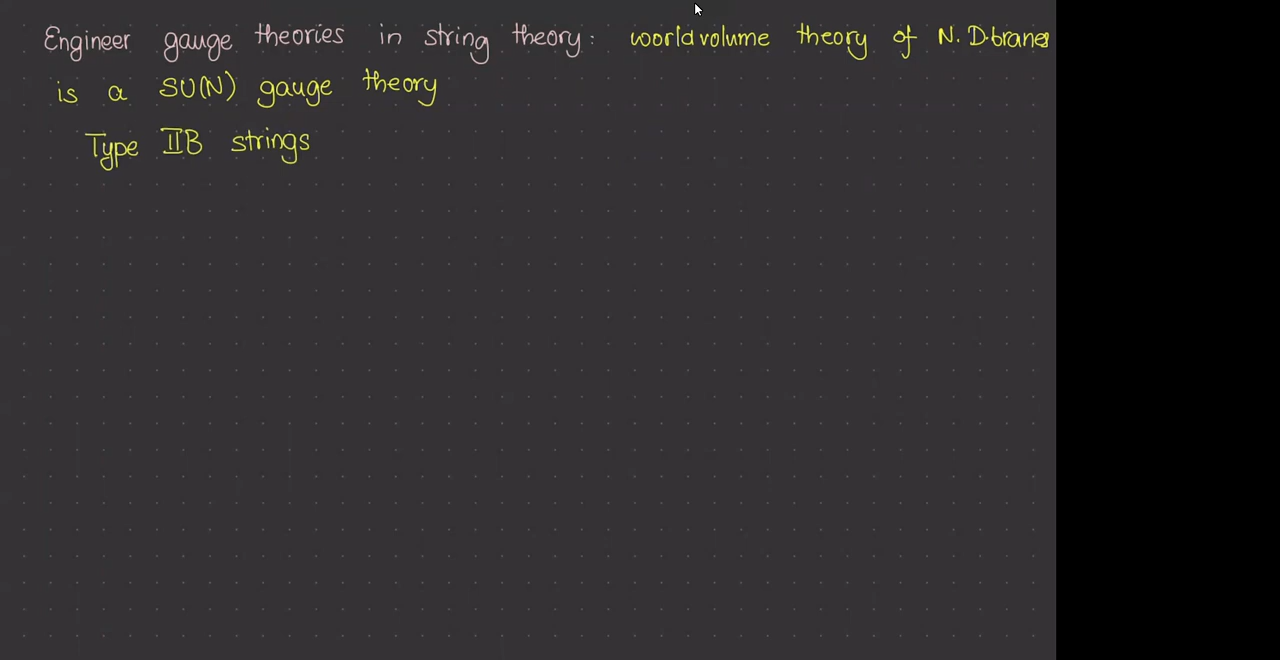 Engineer gauge theories in string theory: worldvolume theory of N. D-branes
is a SU(N) gauge theory
Type IIB strings